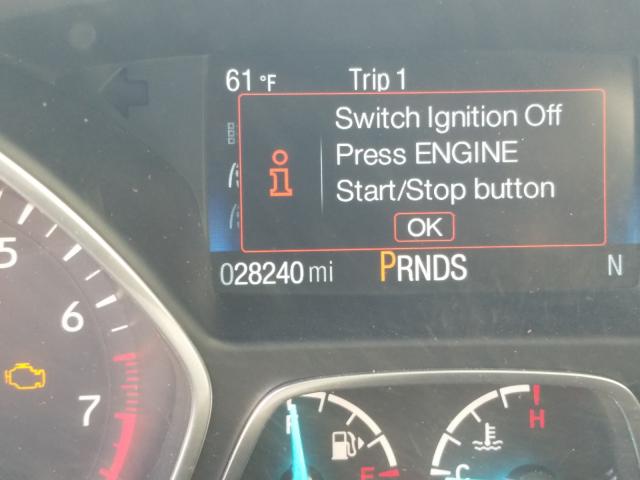 61 °F Trip 1
Switch Ignition Off
Press ENGINE
Start/Stop button
OK
028240 mi PRNDS N
5
6
7
F E
H
C